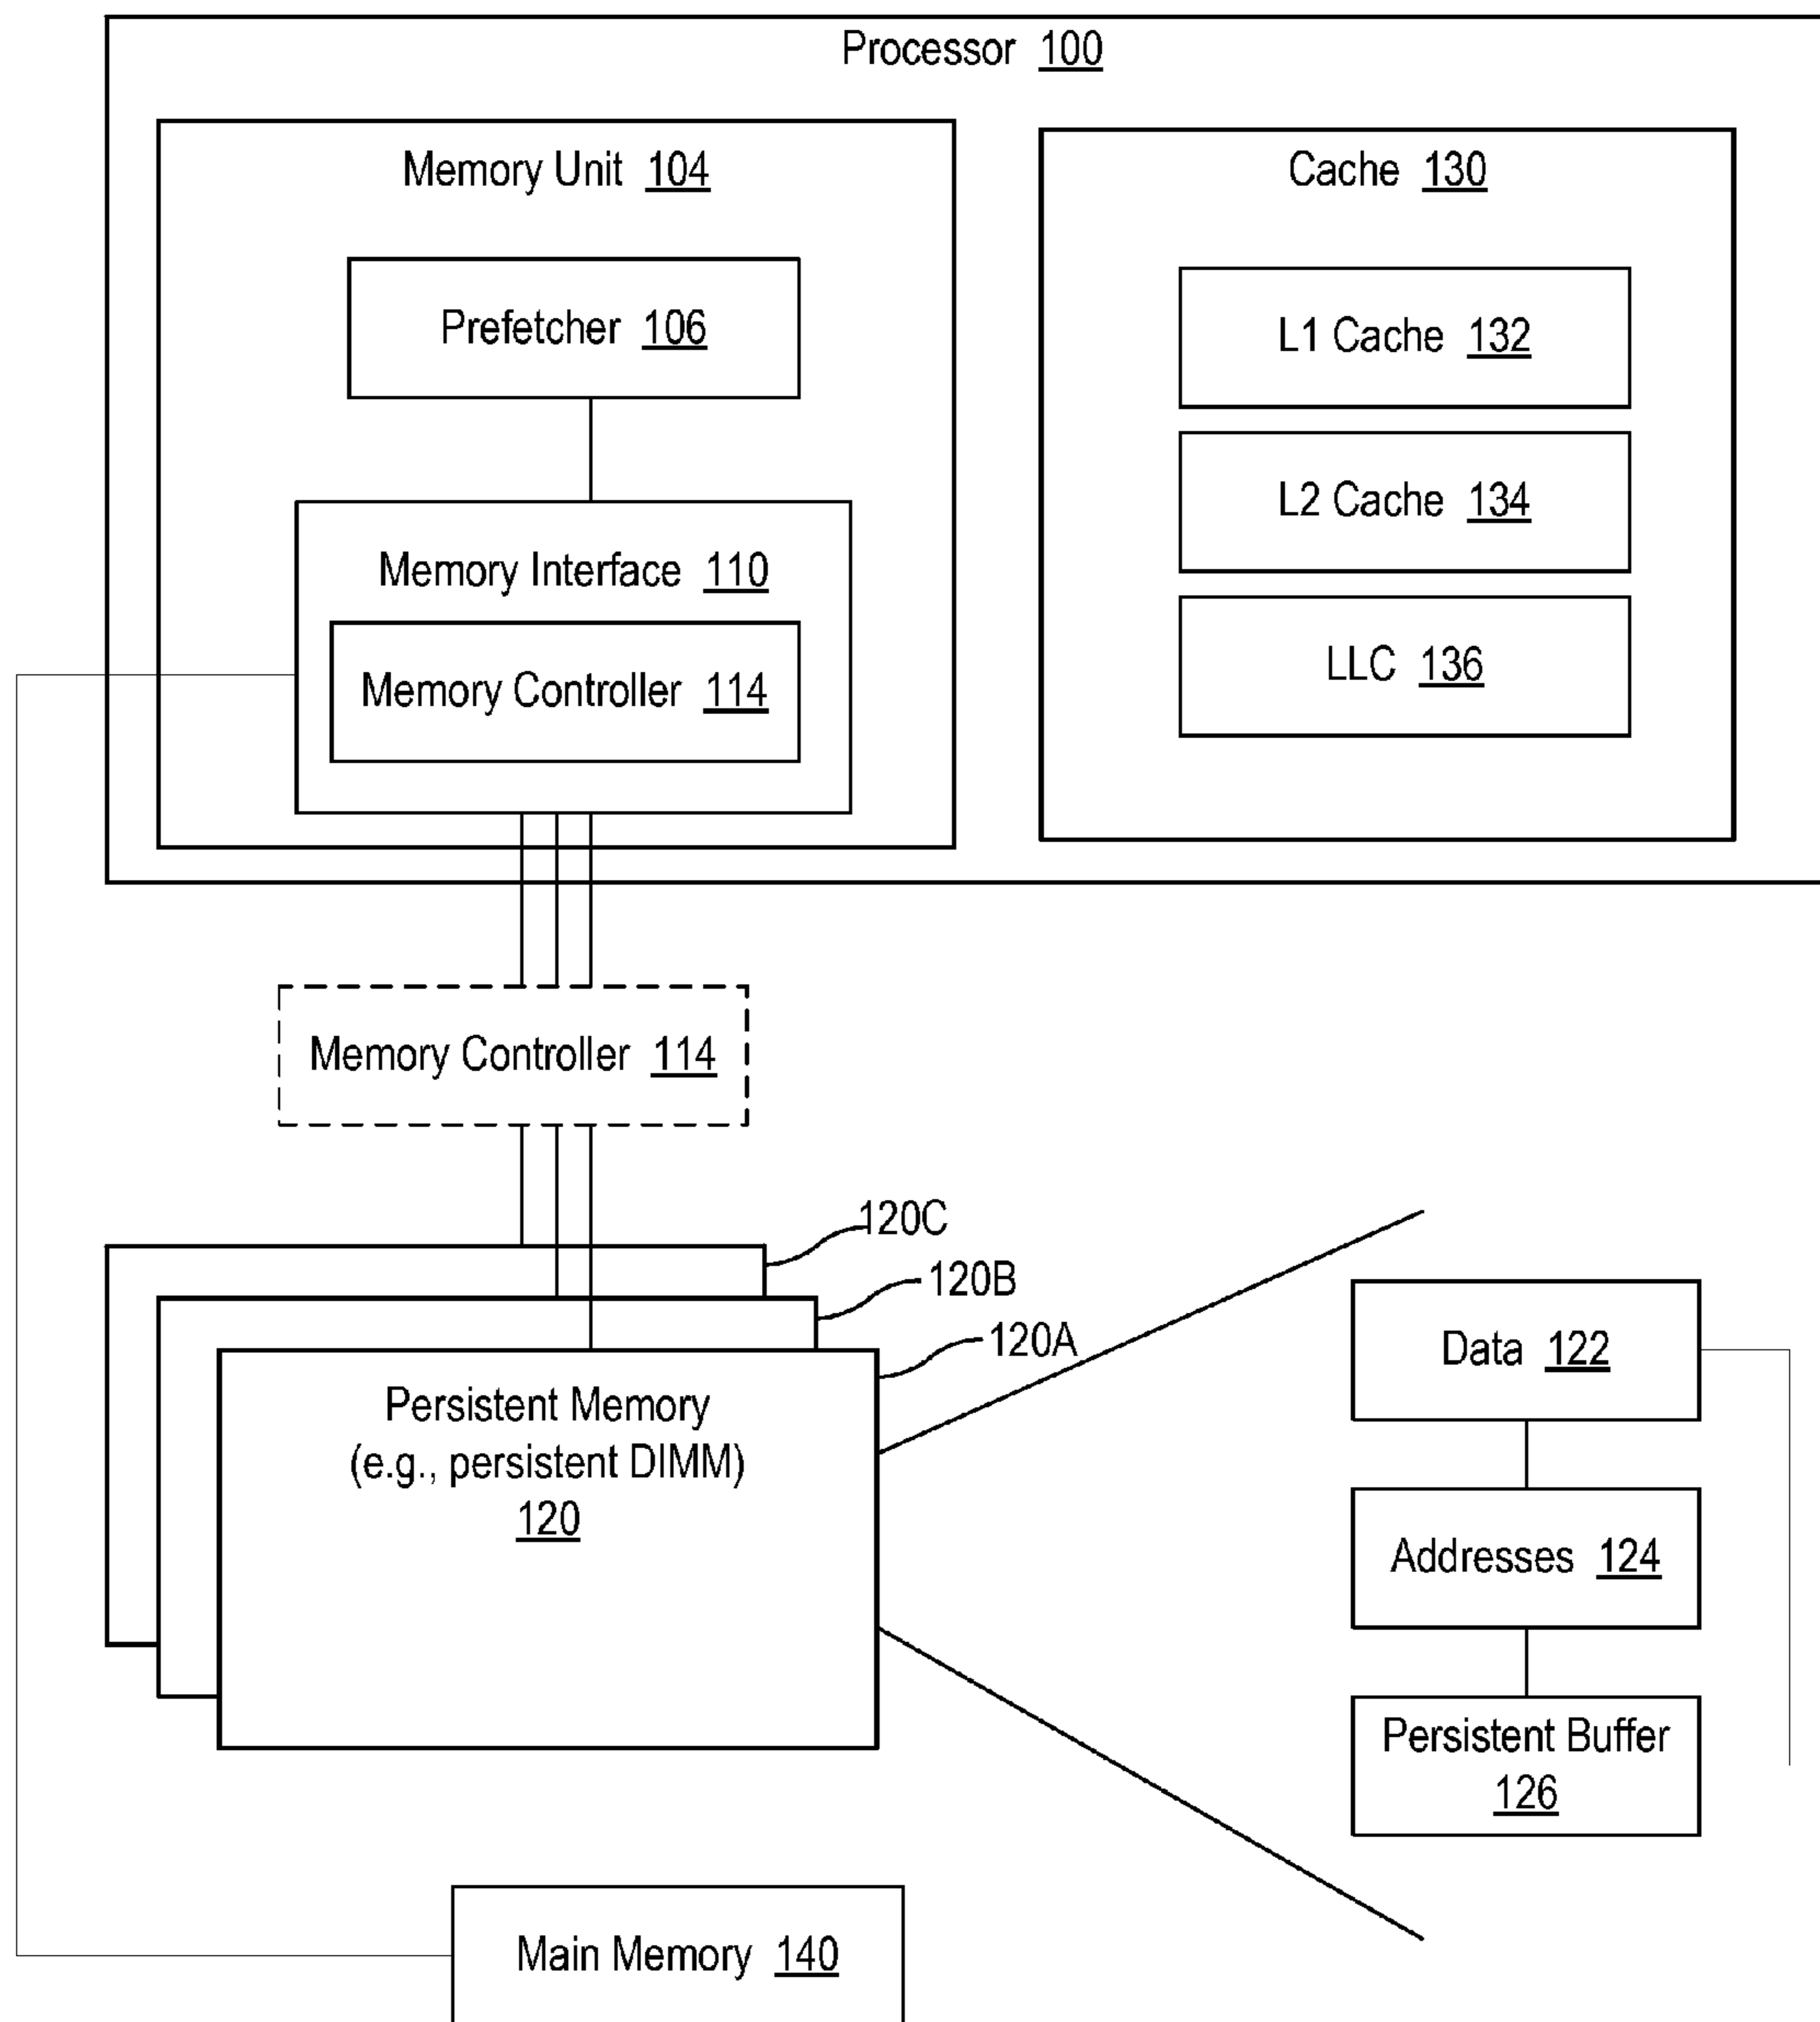 Processor 100
Memory Unit 104
Cache 130
Prefetcher 106
L1 Cache 132
L2 Cache 134
Memory Interface 110
LLC 136
Memory Controller 114
Memory Controller 114
120C
120B
120A
Persistent Memory
(e.g., persistent DIMM)
120
Data 122
Addresses 124
Persistent Buffer
126
Main Memory 140